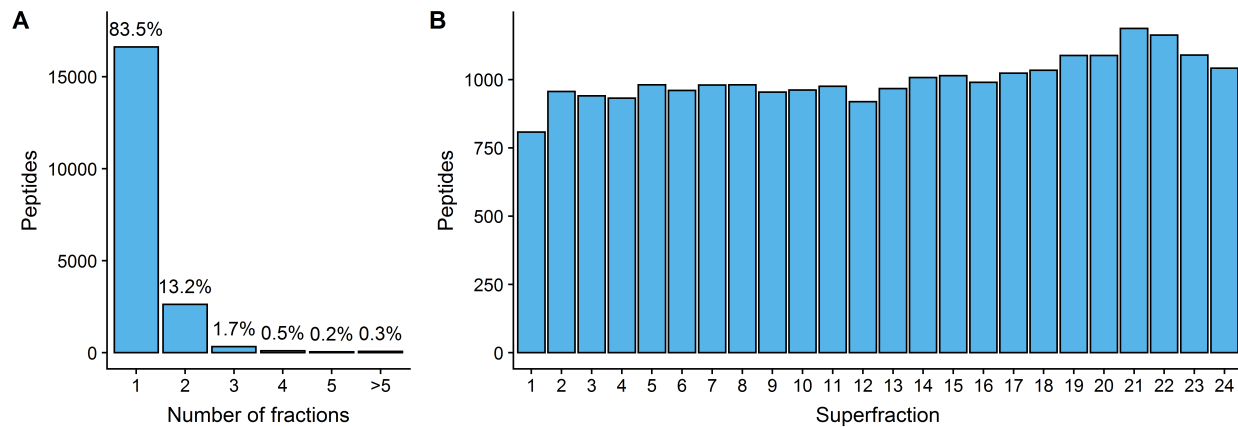 A
83.5%
13.2%
1.7%
0.5%
0.2%
0.3%
15000
10000
5000
0
Peptides
1 2 3 4 5 >5
Number of fractions
B
1000
750
500
250
0
Peptides
1 2 3 4 5 6 7 8 9 10 11 12 13 14 15 16 17 18 19 20 21 22 23 24
Superfraction